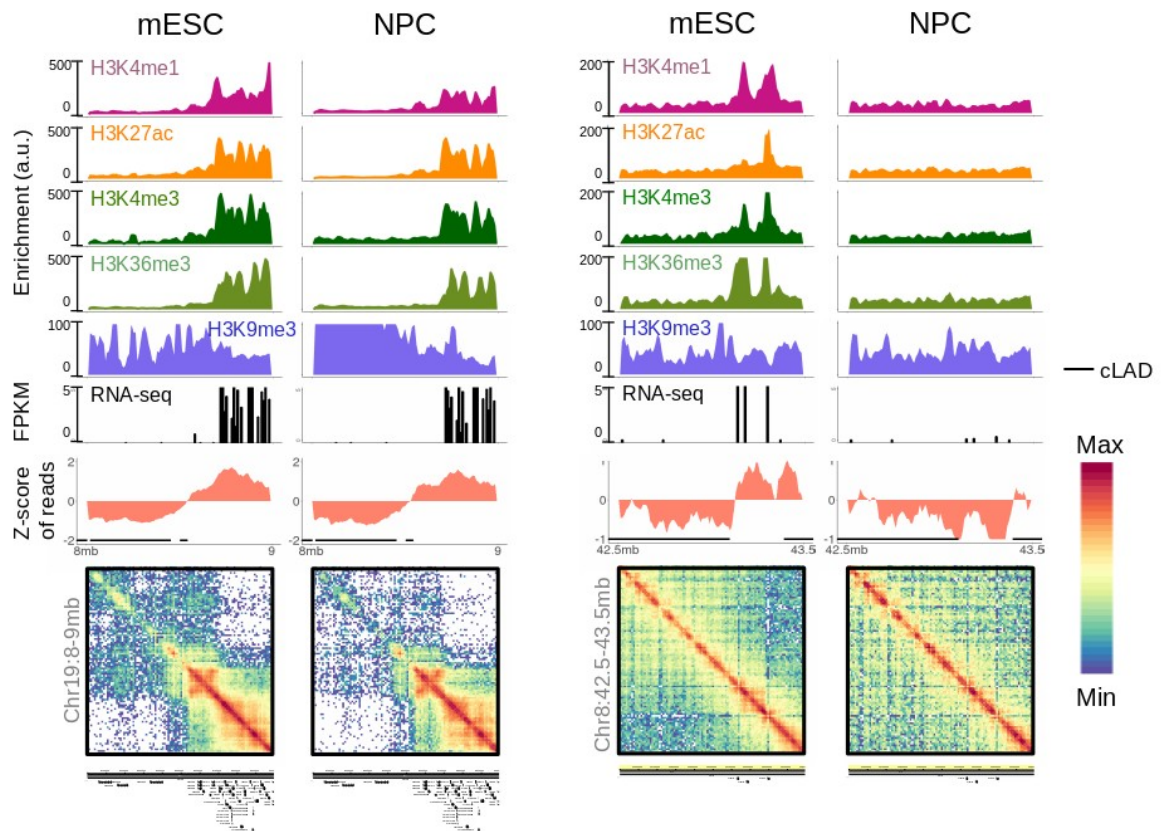 mESC NPC mESC NPC
Enrichment (a.u.)
500 H3K4me1 200 H3K4me1
0 0
500 H3K27ac 200 H3K27ac
0 0
500 H3K4me3 200 H3K4me3
0 0
500 H3K36me3 200 H3K36me3
0 0
100 H3K9me3 100 H3K9me3
0 0
cLAD
FPKM
5 RNA-seq 5 RNA-seq
0 0
Max
Z-score
of reads
2 2
0 0 0 0
-2 -2 -1 -1
8mb 9 8mb 9 42.5mb 43.5 42.5mb 43.5
Chr19:8-9mb Chr8:42.5-43.5mb
Min